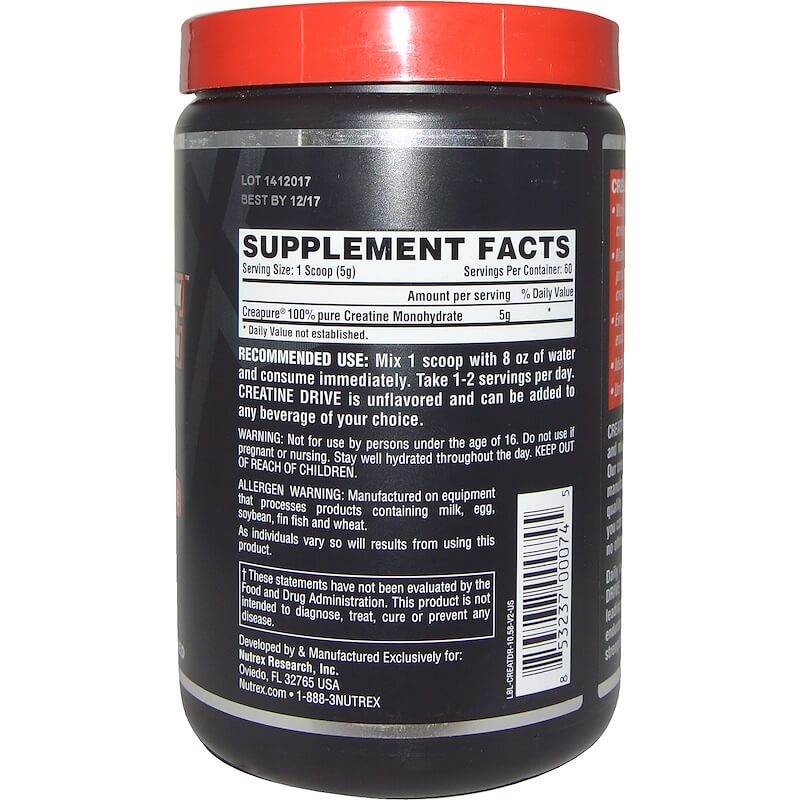 LOT 1412017
BEST BY 12/17
SUPPLEMENT FACTS
Serving Size: 1 Scoop (5g) Servings Per Container: 60
Amount per serving % Daily Value
Creapure® 100% pure Creatine Monohydrate 5g *
* Daily Value not established.
RECOMMENDED USE: Mix 1 scoop with 8 oz of water
and consume immediately. Take 1-2 servings per day.
CREATINE DRIVE is unflavored and can be added to
any beverage of your choice.
WARNING: Not for use by persons under the age of 16. Do not use if
pregnant or nursing. Stay well hydrated throughout the day. KEEP OUT
OF REACH OF CHILDREN.
ALLERGEN WARNING: Manufactured on equipment
that processes products containing milk, egg,
soybean, fin fish and wheat.
As individuals vary so will results from using this
product.
† These statements have not been evaluated by the
Food and Drug Administration. This product is not
intended to diagnose, treat, cure or prevent any
disease.
Developed by & Manufactured Exclusively for:
Nutrex Research, Inc.
Oviedo, FL 32765 USA
Nutrex.com • 1-888-3NUTREX
LBL-CREATDR-10.58-V2-US
8 53237 00074 5